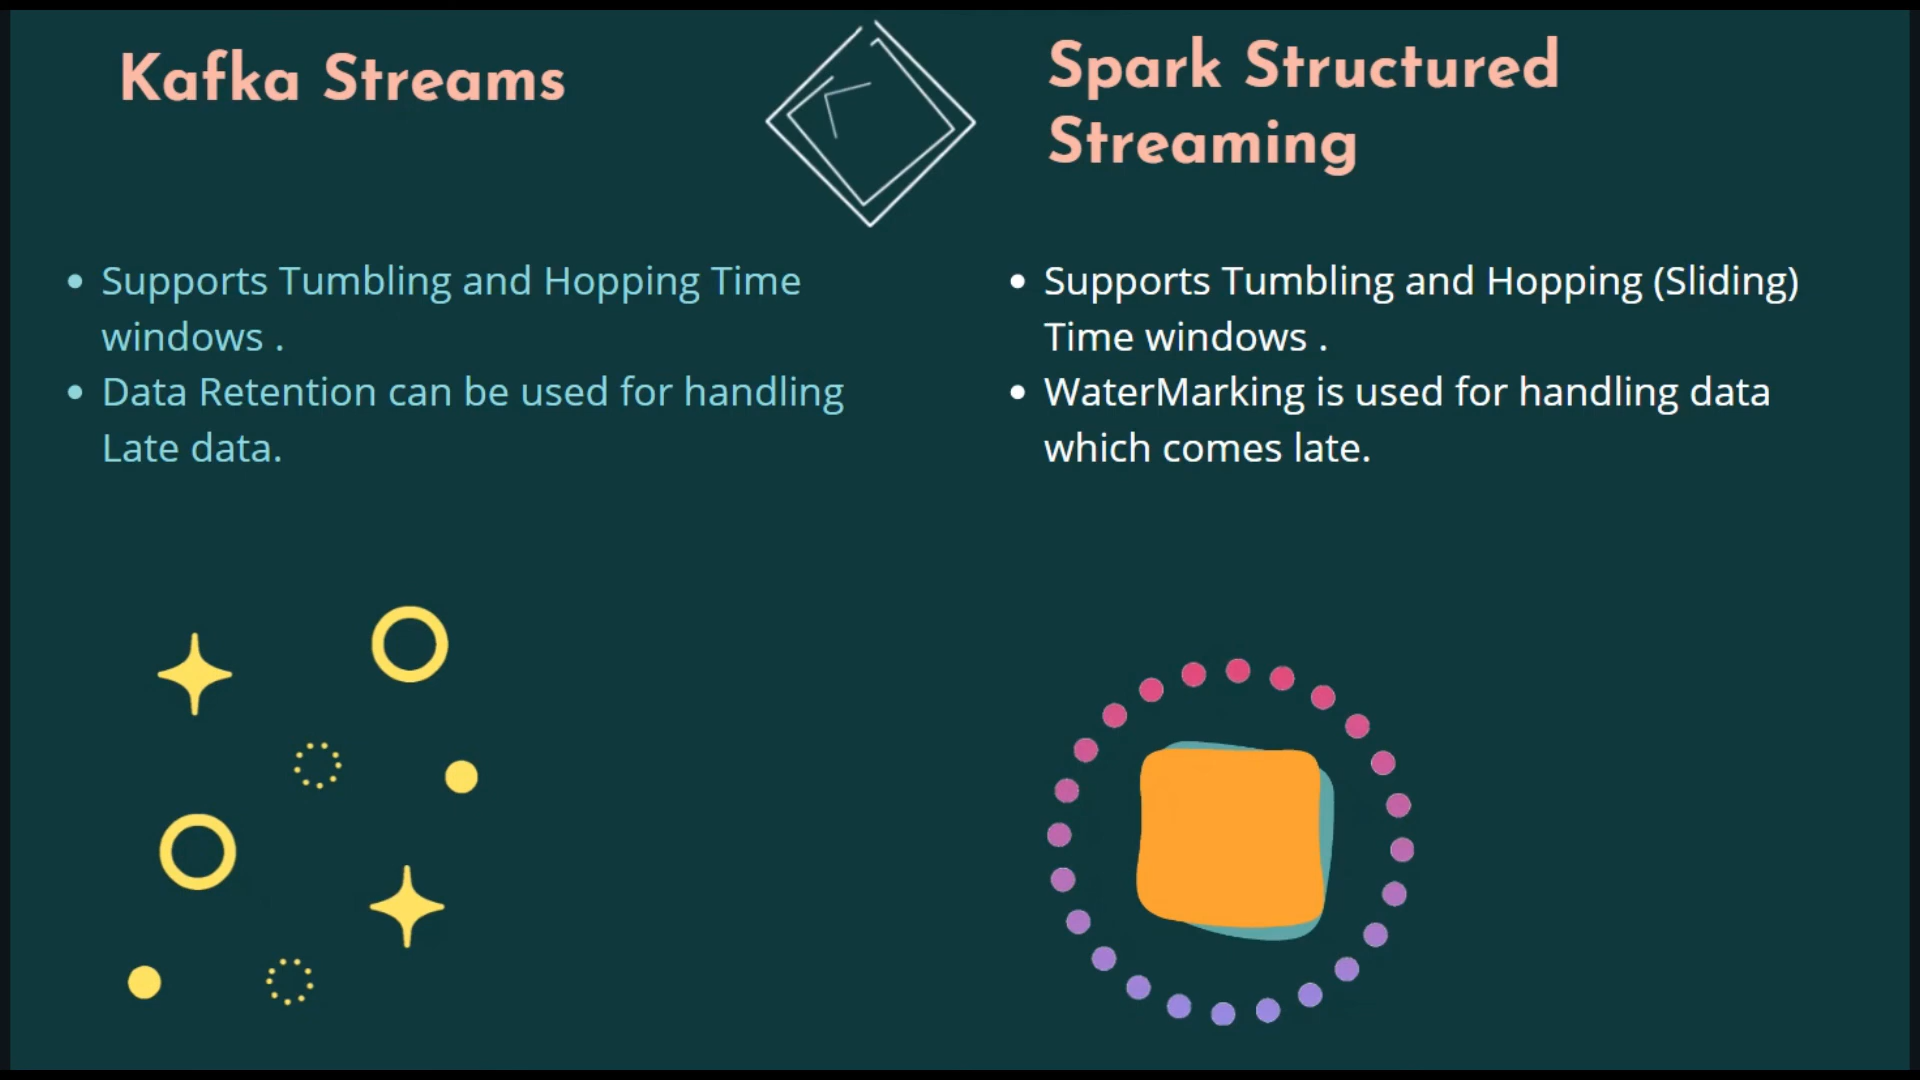 Kafka Streams
Spark Structured
Streaming
• Supports Tumbling and Hopping Time
windows .
• Data Retention can be used for handling
Late data.
• Supports Tumbling and Hopping (Sliding)
Time windows .
• WaterMarking is used for handling data
which comes late.